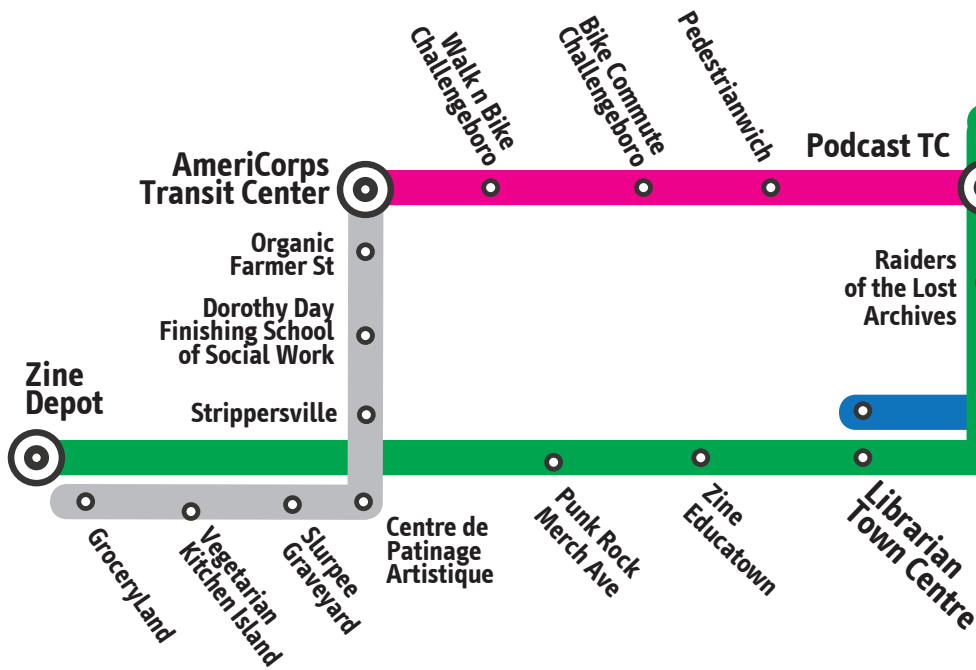 Walk n Bike
Challengeboro
Bike Commute
Challengeboro
Pedestrianwich
Podcast TC
AmeriCorps
Transit Center
Organic
Farmer St
Raiders
of the Lost
Archives
Dorothy Day
Finishing School
of Social Work
Zine
Depot
Strippersville
GroceryLand
Vegetarian
Kitchen Island
Slurpee
Graveyard
Centre de
Patinage
Artistique
Punk Rock
Merch Ave
Zine
Educatown
Librarian
Town Centre